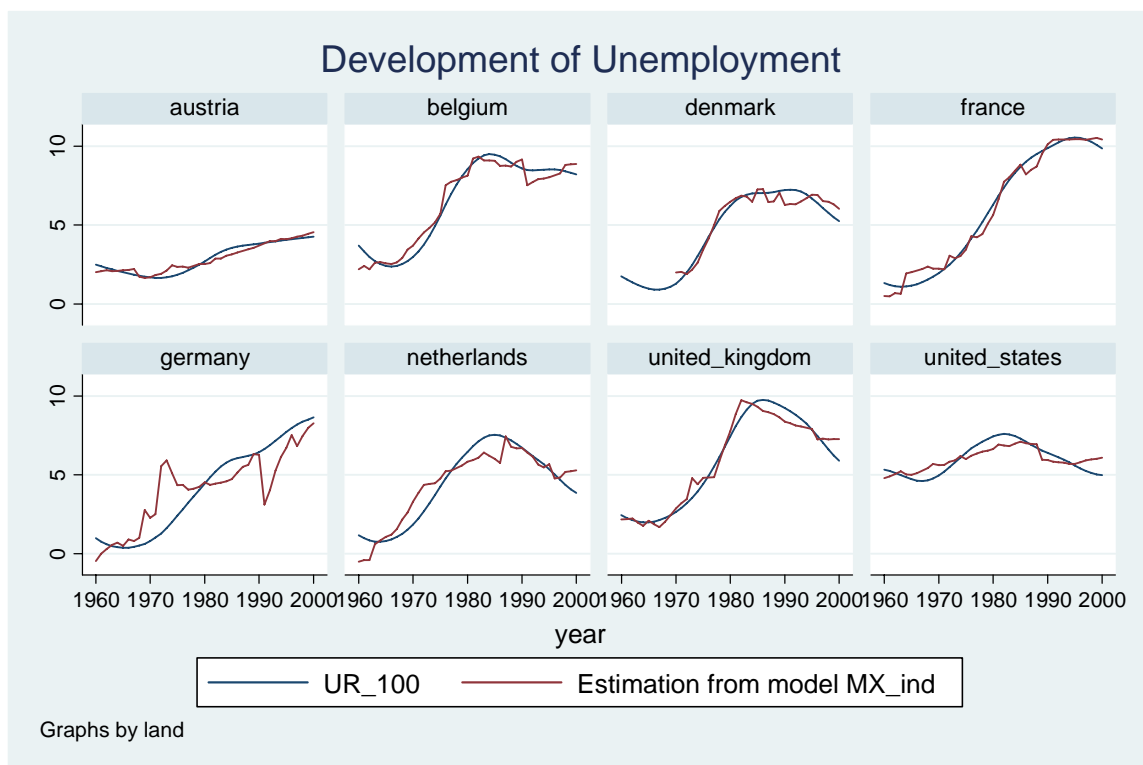 Development of Unemployment
austria belgium denmark france
10
5
0
germany netherlands united_kingdom united_states
10
5
0
1960 1970 1980 1990 2000 1960 1970 1980 1990 2000 1960 1970 1980 1990 2000 1960 1970 1980 1990 2000
year
UR_100 Estimation from model MX_ind
Graphs by land